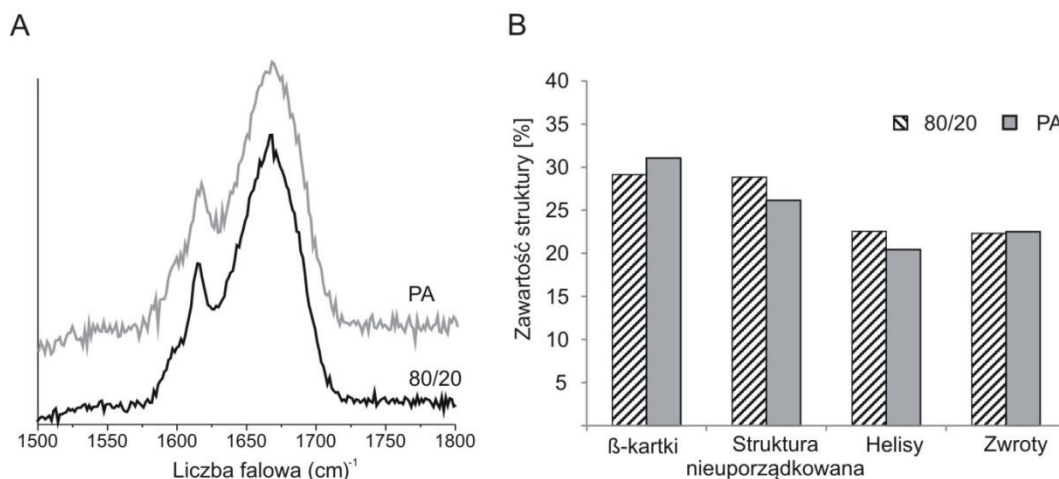 A
PA
80/20
1500 1550 1600 1650 1700 1750 1800
Liczba falowa (cm)-1
B
Zawartość struktury [%]
40
35
30
25
20
15
10
5
80/20 PA
ß-kartki Struktura nieuporządkowana Helisy Zwroty